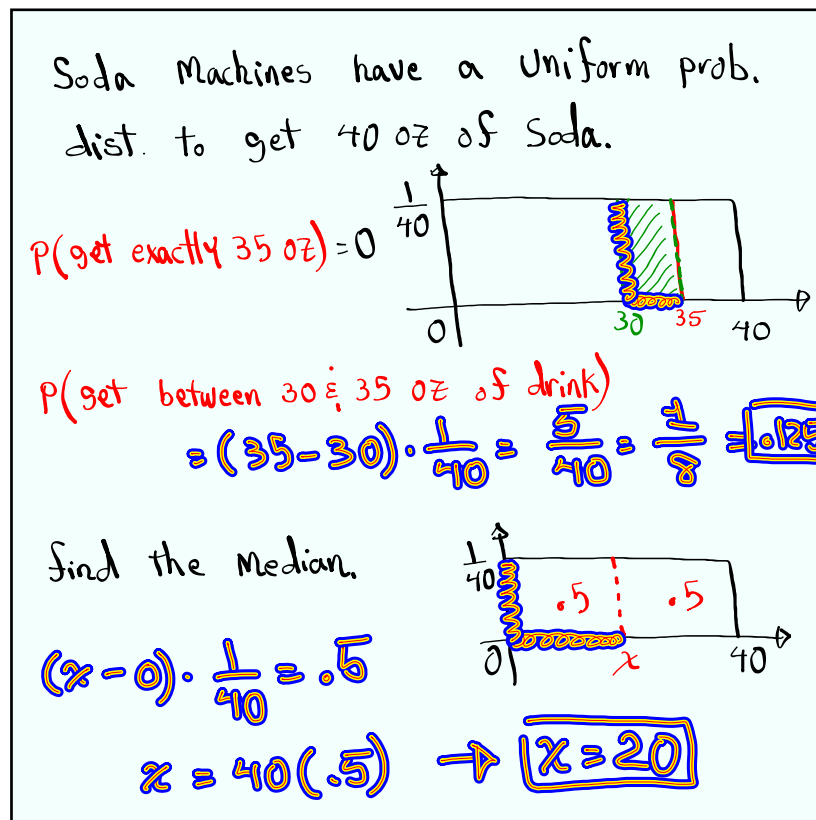 Soda Machines have a Uniform prob.
dist. to get 40 oz of Soda.
1/40
P(get exactly 35 oz) = 0
0 30 35 40
P(get between 30 & 35 oz of drink)
= (35-30) · 1/40 = 5/40 = 1/8 = .125
find the Median.
1/40
.5 .5
0 x 40
(x-0) · 1/40 = .5
x = 40(.5) → x = 20